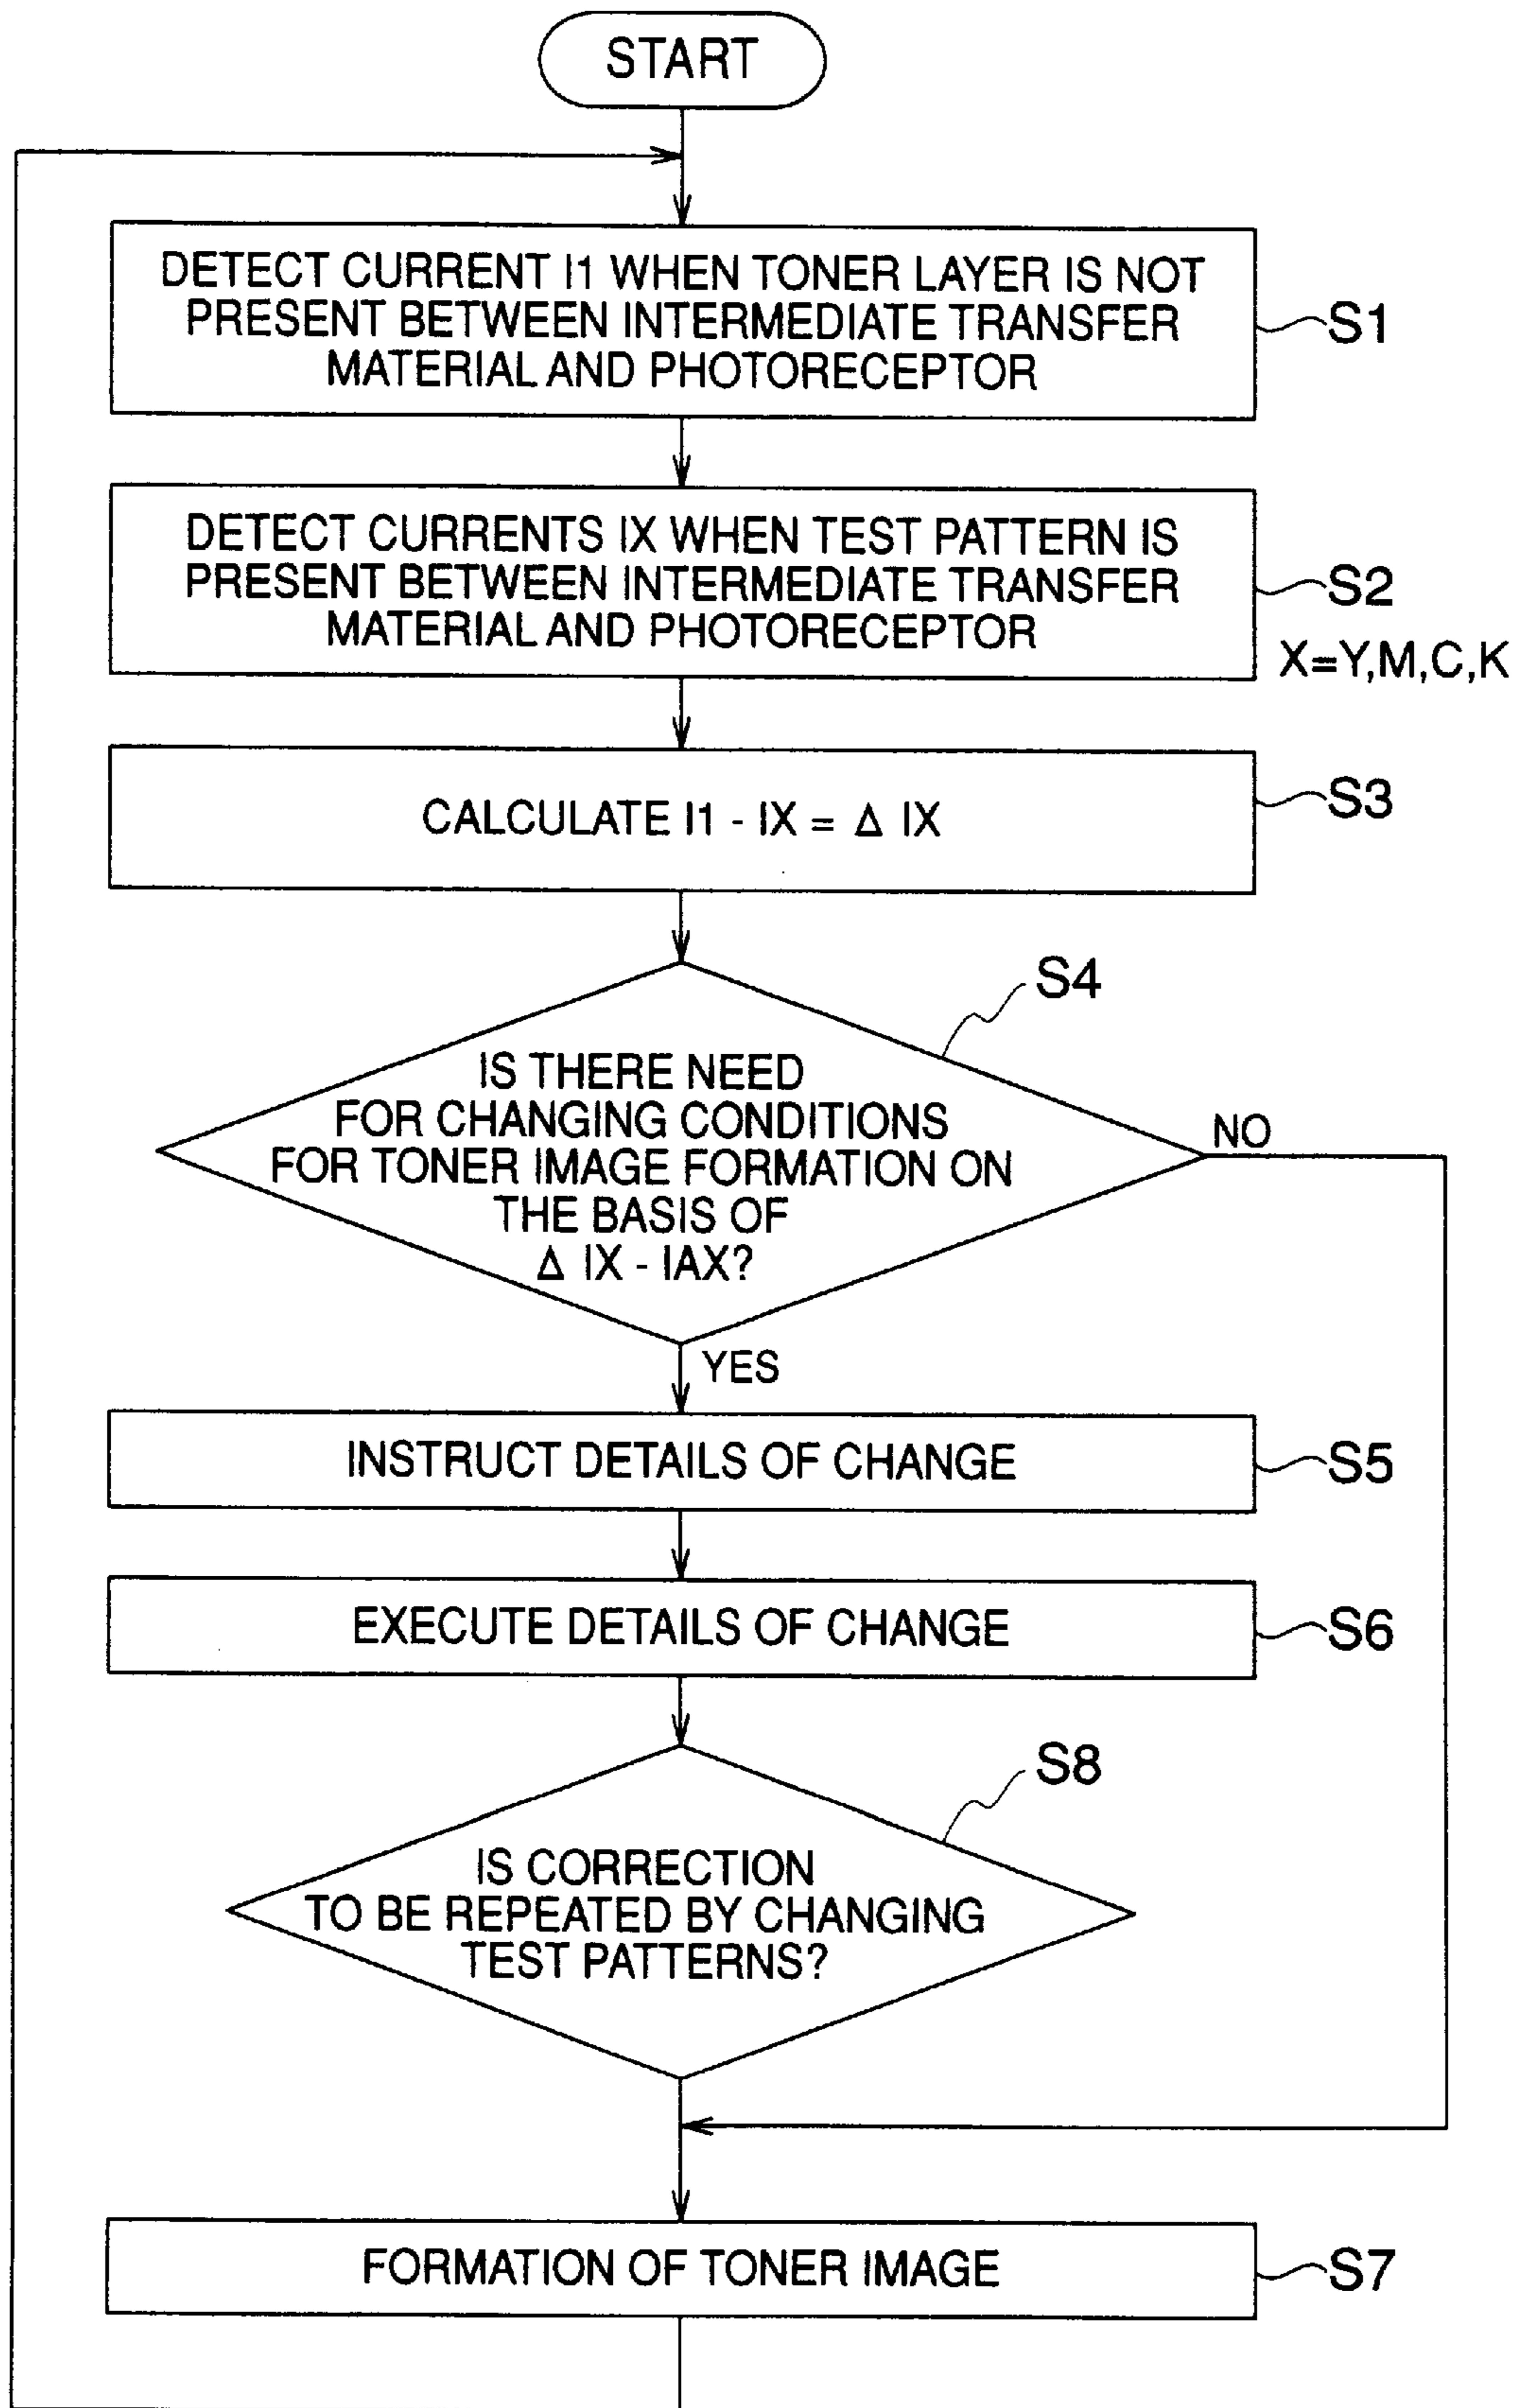 START
DETECT CURRENT I1 WHEN TONER LAYER IS NOT
PRESENT BETWEEN INTERMEDIATE TRANSFER
MATERIAL AND PHOTORECEPTOR
S1
DETECT CURRENTS IX WHEN TEST PATTERN IS
PRESENT BETWEEN INTERMEDIATE TRANSFER
MATERIAL AND PHOTORECEPTOR
S2
X=Y,M,C,K
CALCULATE I1 - IX = Δ IX
S3
S4
IS THERE NEED
FOR CHANGING CONDITIONS
FOR TONER IMAGE FORMATION ON
THE BASIS OF
Δ IX - IAX?
NO
YES
INSTRUCT DETAILS OF CHANGE
S5
EXECUTE DETAILS OF CHANGE
S6
S8
IS CORRECTION
TO BE REPEATED BY CHANGING
TEST PATTERNS?
FORMATION OF TONER IMAGE
S7